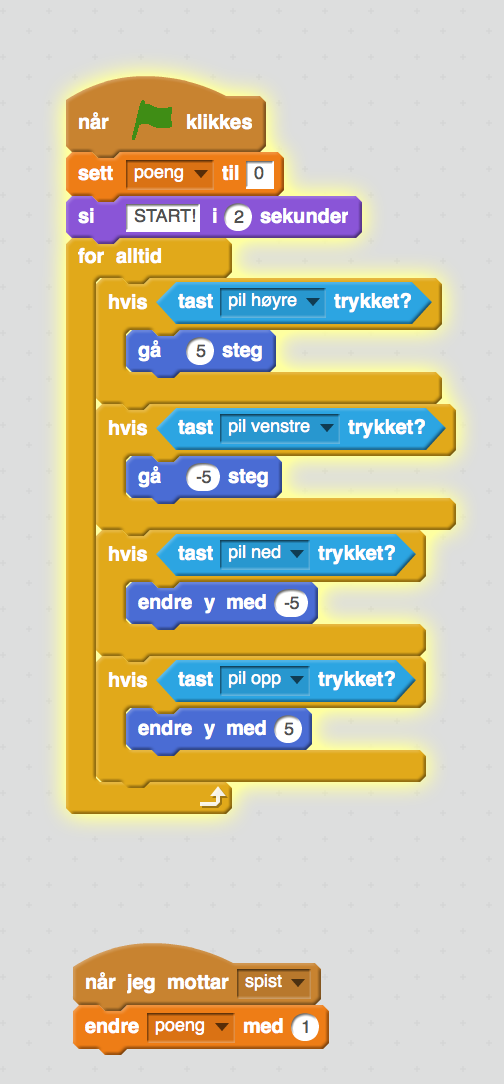 når klikkes
sett poeng til 0
si START! i 2 sekunder
for alltid
hvis tast pil høyre trykket?
gå 5 steg
hvis tast pil venstre trykket?
gå -5 steg
hvis tast pil ned trykket?
endre y med -5
hvis tast pil opp trykket?
endre y med 5
når jeg mottar spist
endre poeng med 1